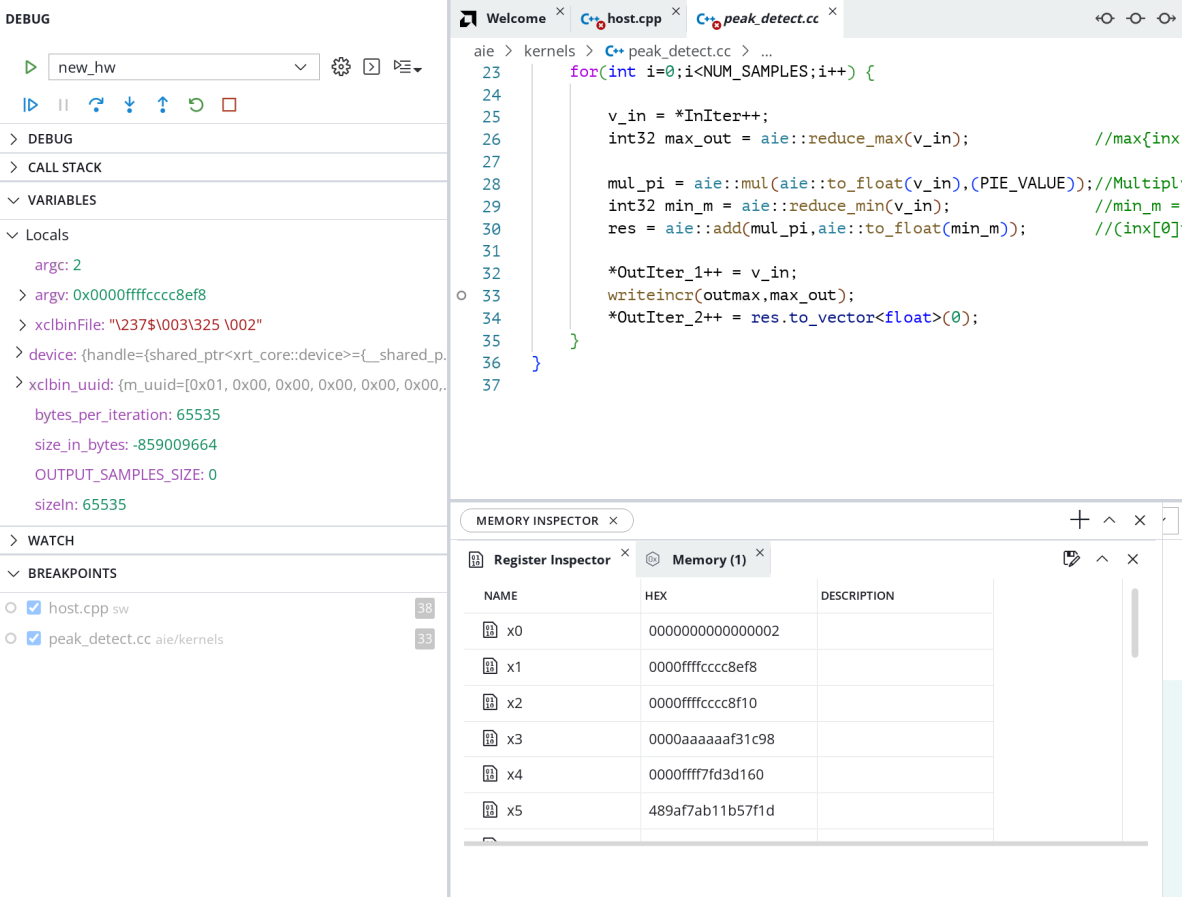 DEBUG
new_hw
DEBUG
CALL STACK
VARIABLES
Locals
argc: 2
argv: 0x0000ffffcccc8ef8
xclbinFile: "\237$\003\325 \002"
device: {handle={shared_ptr<xrt_core::device>={__shared_p...
xclbin_uuid: {m_uuid=[0x01, 0x00, 0x00, 0x00, 0x00, 0x00,...
bytes_per_iteration: 65535
size_in_bytes: -859009664
OUTPUT_SAMPLES_SIZE: 0
sizeIn: 65535
WATCH
BREAKPOINTS
host.cpp sw 38
peak_detect.cc aie/kernels 33
Welcome C++ host.cpp C++ peak_detect.cc
aie > kernels > C++ peak_detect.cc > ...
23 for(int i=0;i<NUM_SAMPLES;i++) {
24
25 v_in = *InIter++;
26 int32 max_out = aie::reduce_max(v_in); //max{inx
27
28 mul_pi = aie::mul(aie::to_float(v_in),(PIE_VALUE));//Multipl
29 int32 min_m = aie::reduce_min(v_in); //min_m =
30 res = aie::add(mul_pi,aie::to_float(min_m)); //(inx[0]
31
32 *OutIter_1++ = v_in;
33 writeincr(outmax,max_out);
34 *OutIter_2++ = res.to_vector<float>(0);
35 }
36 }
37
MEMORY INSPECTOR
Register Inspector Memory (1)
NAME HEX DESCRIPTION
x0 0000000000000002
x1 0000ffffcccc8ef8
x2 0000ffffcccc8f10
x3 0000aaaaaaf31c98
x4 0000ffff7fd3d160
x5 489af7ab11b57f1d